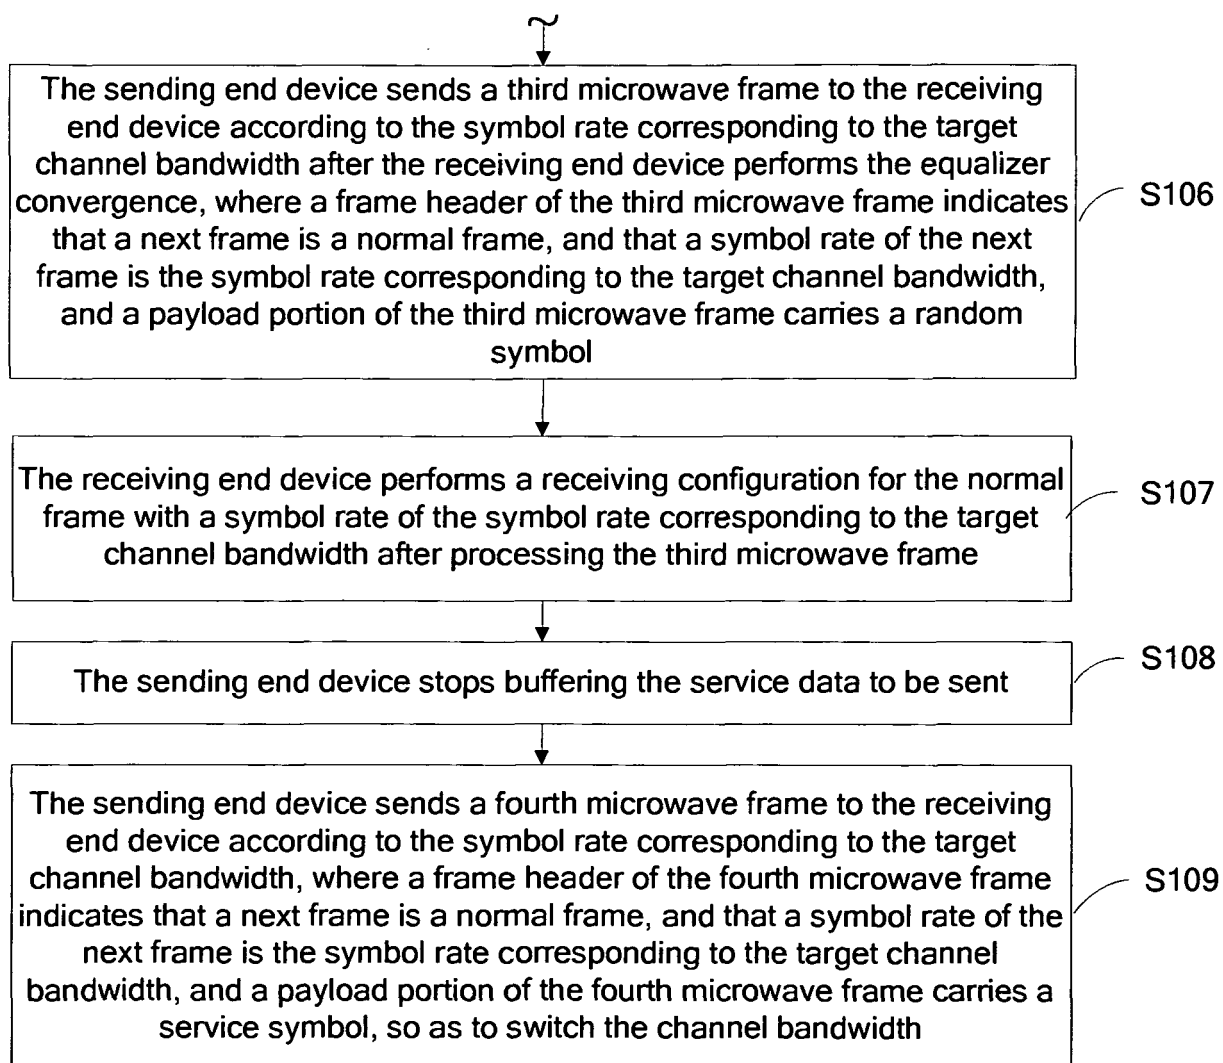 The sending end device sends a third microwave frame to the receiving
end device according to the symbol rate corresponding to the target
channel bandwidth after the receiving end device performs the equalizer
convergence, where a frame header of the third microwave frame indicates
that a next frame is a normal frame, and that a symbol rate of the next
frame is the symbol rate corresponding to the target channel bandwidth,
and a payload portion of the third microwave frame carries a random
symbol
S106
The receiving end device performs a receiving configuration for the normal
frame with a symbol rate of the symbol rate corresponding to the target
channel bandwidth after processing the third microwave frame
S107
The sending end device stops buffering the service data to be sent
S108
The sending end device sends a fourth microwave frame to the receiving
end device according to the symbol rate corresponding to the target
channel bandwidth, where a frame header of the fourth microwave frame
indicates that a next frame is a normal frame, and that a symbol rate of the
next frame is the symbol rate corresponding to the target channel
bandwidth, and a payload portion of the fourth microwave frame carries a
service symbol, so as to switch the channel bandwidth
S109